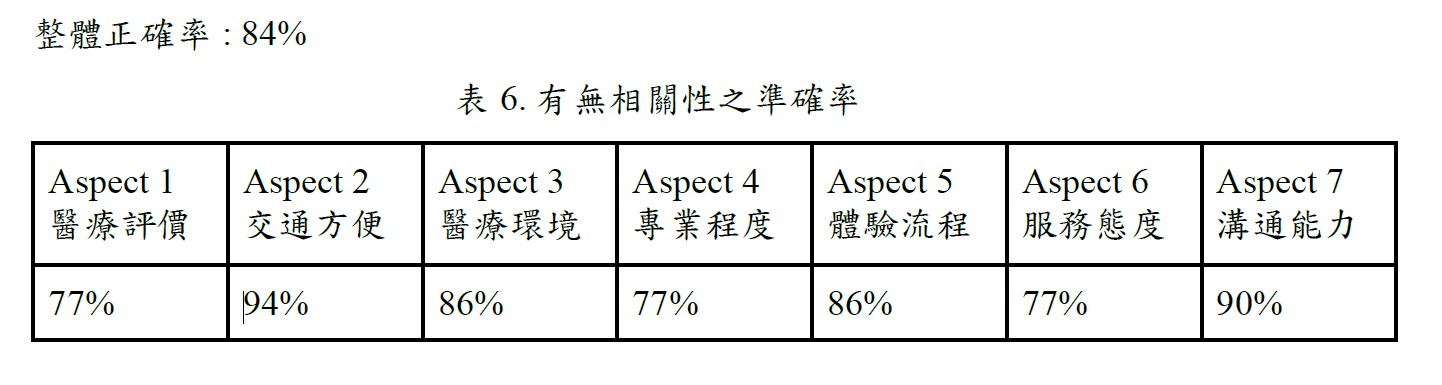 整體正確率 : 84%
表 6. 有無相關性之準確率
Aspect 1 Aspect 2 Aspect 3 Aspect 4 Aspect 5 Aspect 6 Aspect 7
醫療評價 交通方便 醫療環境 專業程度 體驗流程 服務態度 溝通能力
77% 94% 86% 77% 86% 77% 90%